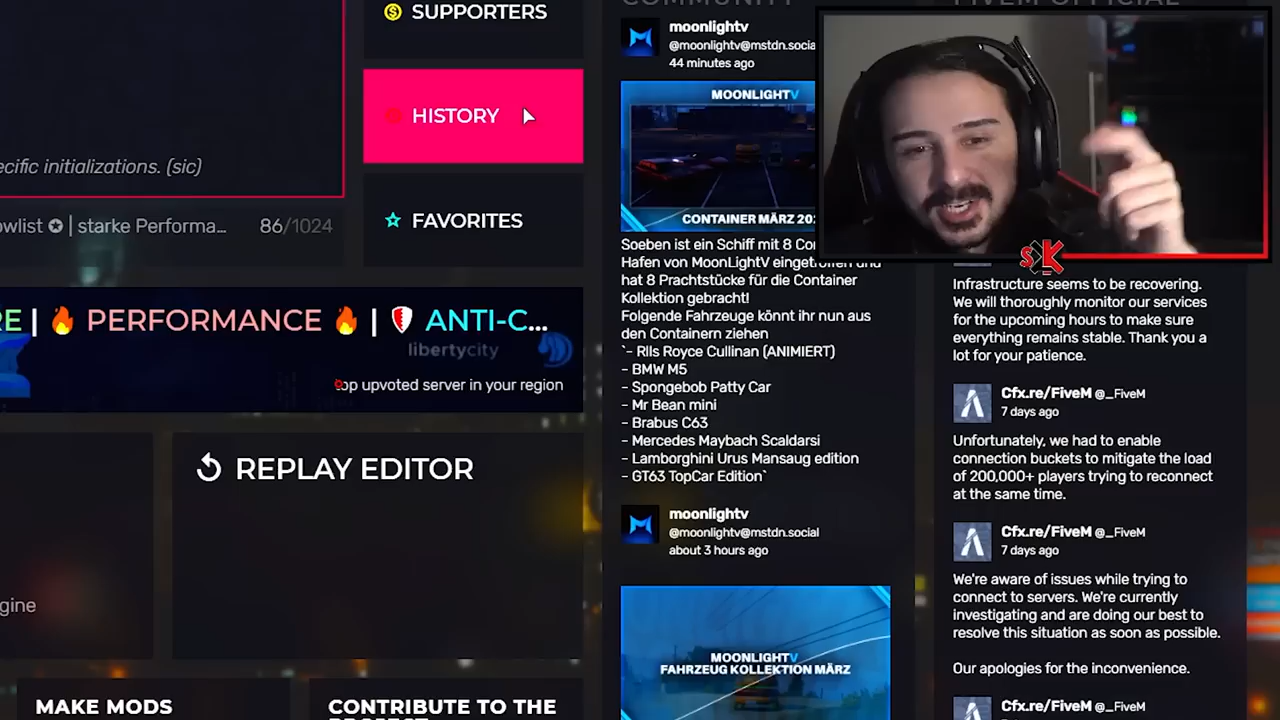 SUPPORTERS
HISTORY
ecific initializations. (sic)
FAVORITES
owlist ✪ | starke Performa... 86/1024
RE | 🔥 PERFORMANCE 🔥 | ANTI-C...
libertycity
top upvoted server in your region
REPLAY EDITOR
gine
MAKE MODS
CONTRIBUTE TO THE
COMMUNITY
moonlightv
@moonlightv@mstdn.socia
44 minutes ago
MOONLIGHTV
CONTAINER MÄRZ 202
Soeben ist ein Schiff mit 8 Co
Hafen von MoonLightV eingetroffen und
hat 8 Prachtstücke für die Container
Kollektion gebracht!
Folgende Fahrzeuge könnt ihr nun aus
den Containern ziehen
`- Rlls Royce Cullinan (ANIMIERT)
- BMW M5
- Spongebob Patty Car
- Mr Bean mini
- Brabus C63
- Mercedes Maybach Scaldarsi
- Lamborghini Urus Mansaug edition
- GT63 TopCar Edition`
moonlightv
@moonlightv@mstdn.social
about 3 hours ago
MOONLIGHTV
FAHRZEUG KOLLEKTION MÄRZ
FIVEM OFFICIAL
SK
Infrastructure seems to be recovering.
We will thoroughly monitor our services
for the upcoming hours to make sure
everything remains stable. Thank you a
lot for your patience.
Cfx.re/FiveM @_FiveM
7 days ago
Unfortunately, we had to enable
connection buckets to mitigate the load
of 200,000+ players trying to reconnect
at the same time.
Cfx.re/FiveM @_FiveM
7 days ago
We're aware of issues while trying to
connect to servers. We're currently
investigating and are doing our best to
resolve this situation as soon as possible.
Our apologies for the inconvenience.
Cfx.re/FiveM @_FiveM